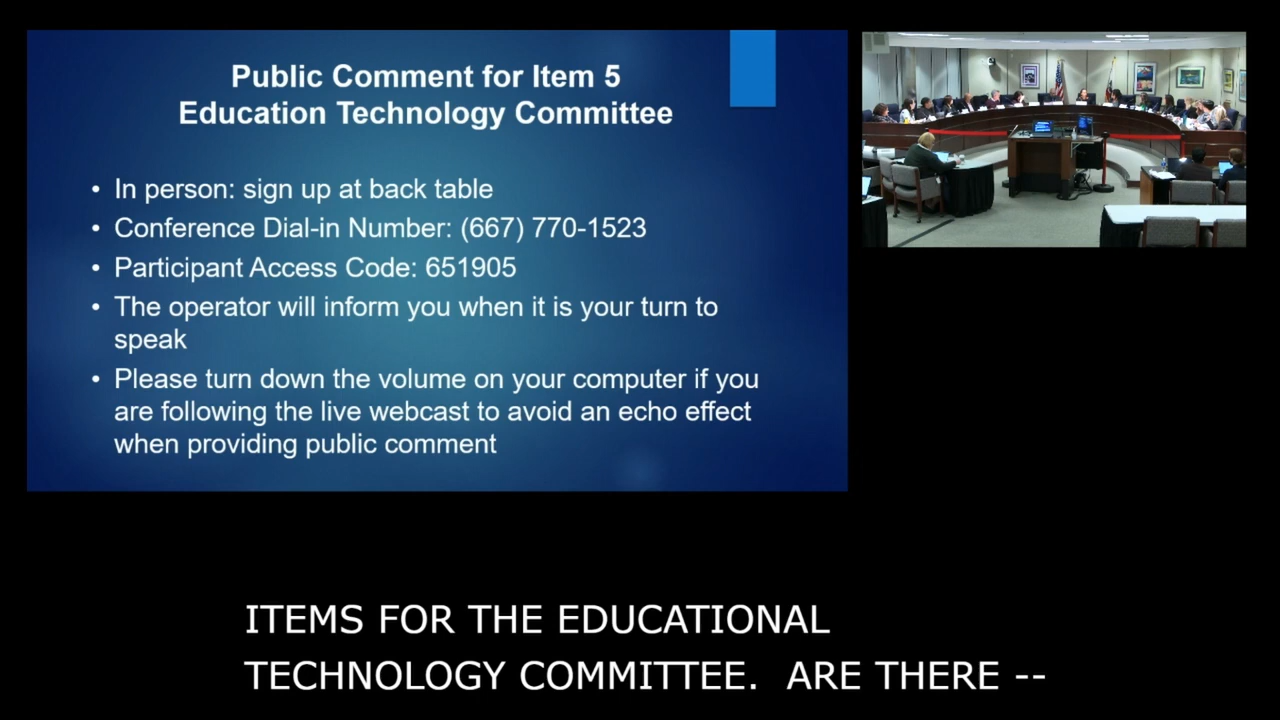 Public Comment for Item 5
Education Technology Committee
• In person: sign up at back table
• Conference Dial-in Number: (667) 770-1523
• Participant Access Code: 651905
• The operator will inform you when it is your turn to
speak
• Please turn down the volume on your computer if you
are following the live webcast to avoid an echo effect
when providing public comment
ITEMS FOR THE EDUCATIONAL
TECHNOLOGY COMMITTEE.  ARE THERE --